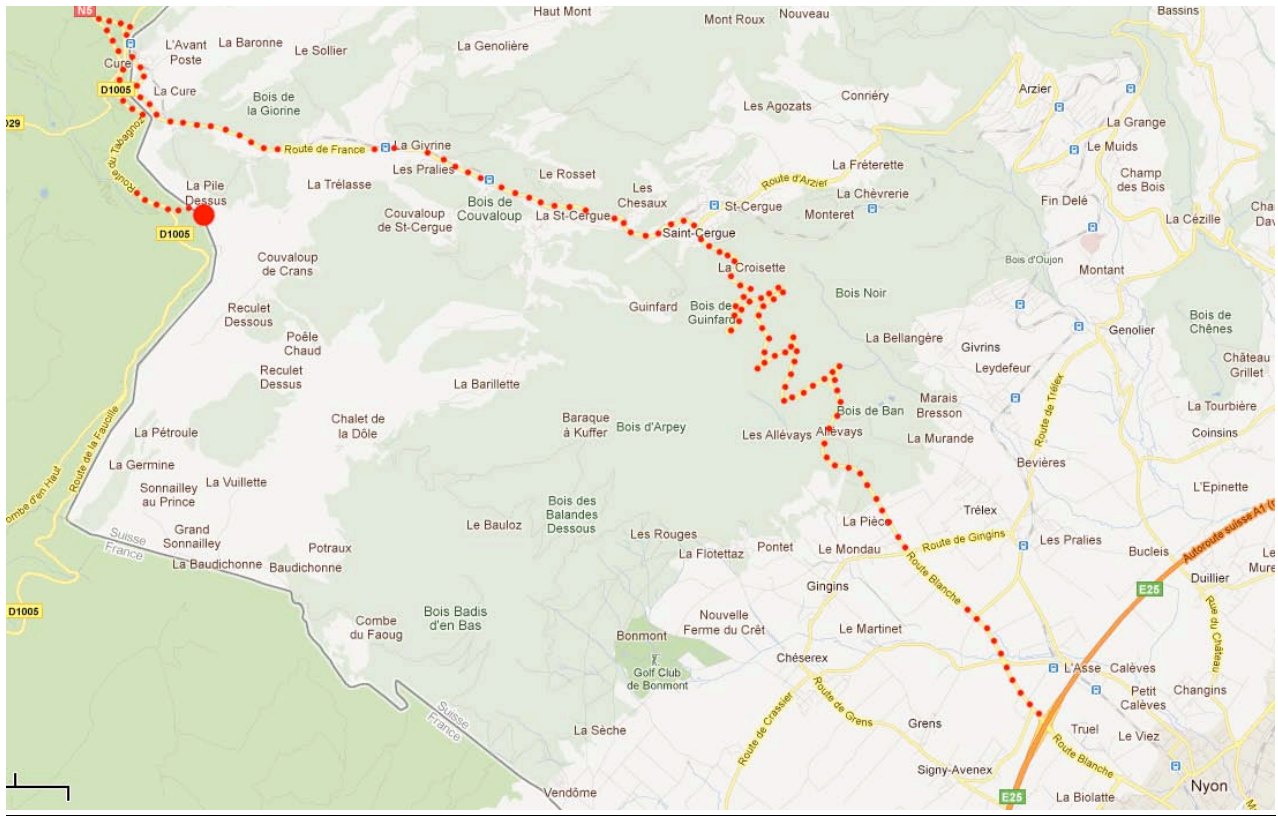 N5
Haut Mont
Mont Roux
Nouveau
Bassins
L'Avant
Poste
La Baronne
Le Sollier
La Genolière
Cure
D1005
La Cure
Bois de
la Giorine
Les Agozats
Conriéry
Arzier
La Grange
Le Muids
Champ
des Bois
Route du Tabagnoz
Route de France
La Givrine
Les Pralies
La Trélasse
Le Rosset
La Fréterette
Route d'Arzier
La Chèvrerie
Fin Delé
La Pile
Dessus
Les
Chesaux
St-Cergue
Monteret
La Cézille
Couvaloup
de St-Cergue
Bois de
Couvaloup
La St-Cergue
Saint-Cergue
D1005
Couvaloup
de Crans
La Croisette
Bois d'Oujon
Montant
Reculet
Dessous
Guinfard
Bois de
Guinfard
Bois Noir
Genolier
Bois de
Chênes
Poêle
Chaud
La Bellangère
Givrins
Leydefeur
Château
Grillet
Reculet
Dessus
La Barillette
Route de Trélex
Marais
Bresson
La Tourbière
Chalet de
la Dôle
Baraque
à Kuffer
Bois d'Arpey
Les Allévays
Allévays
Bois de Ban
La Murande
Coinsins
La Pétroule
Route de la Faucille
La Germine
Sonnailley
au Prince
La Vuillette
Bevières
L'Epinette
Bois des
Balandes
Dessous
Grand
Sonnailley
Suisse
France
Le Bauloz
Les Rouges
La Pièce
Trélex
Autoroute suisse A1
Potraux
La Baudichonne
Baudichonne
La Flotettaz
Pontet
Le Mondau
Route de Gingins
Les Pralies
Bucleis
Duillier
Gingins
Route Blanche
E25
Rue du Château
D1005
Combe
du Faoug
Bois Badis
d'en Bas
Nouvelle
Ferme du Crêt
Bonmont
Le Martinet
Golf Club
de Bonmont
Chéserex
L'Asse
Calèves
Petit
Calèves
Changins
Suisse
France
La Sèche
Route de Crassier
Route de Grens
Grens
Truel
Le Viez
Route Blanche
Signy-Avenex
Vendôme
E25
La Biolatte
Nyon